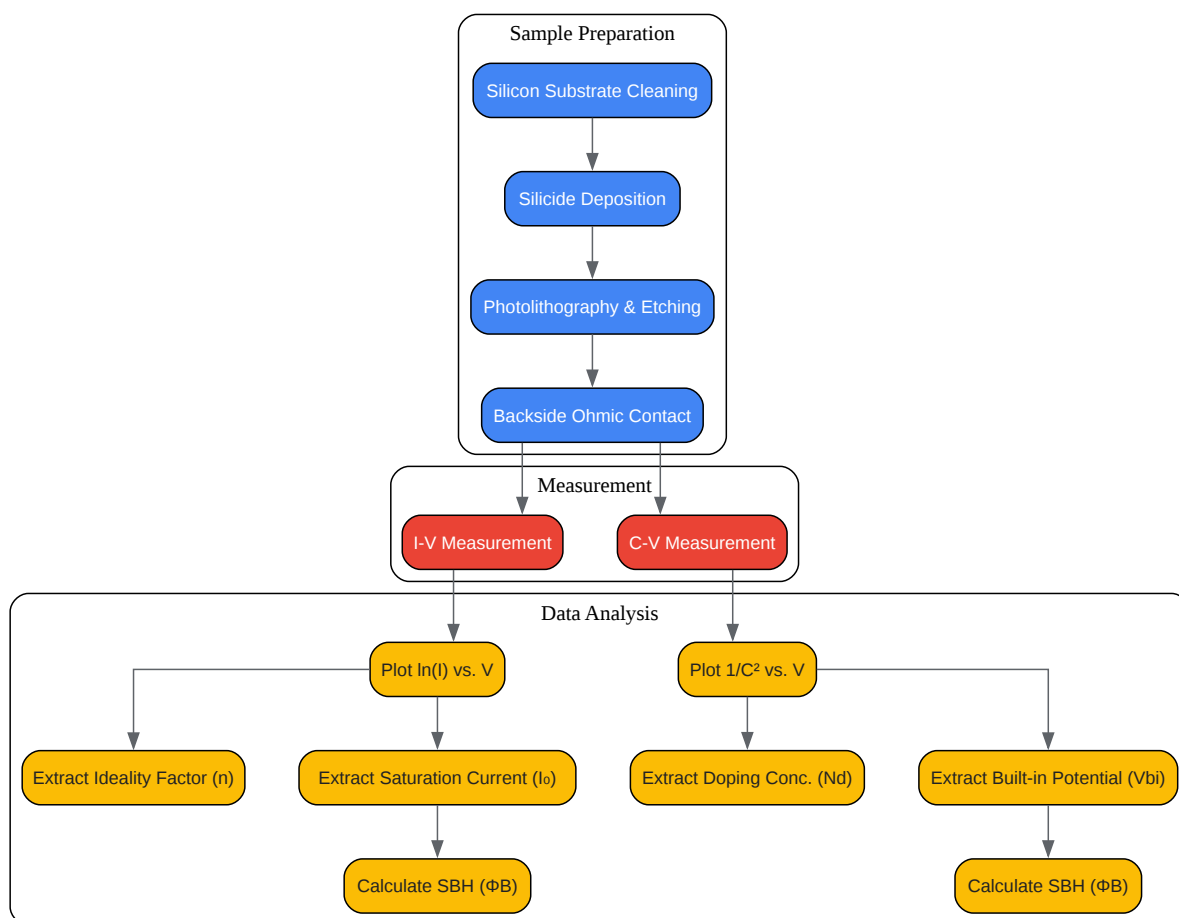 Sample Preparation
Silicon Substrate Cleaning
Silicide Deposition
Photolithography & Etching
Backside Ohmic Contact
Measurement
I-V Measurement
C-V Measurement
Data Analysis
Plot ln(I) vs. V
Plot 1/C² vs. V
Extract Ideality Factor (n)
Extract Saturation Current (I₀)
Extract Doping Conc. (Nd)
Extract Built-in Potential (Vbi)
Calculate SBH (ΦB)
Calculate SBH (ΦB)